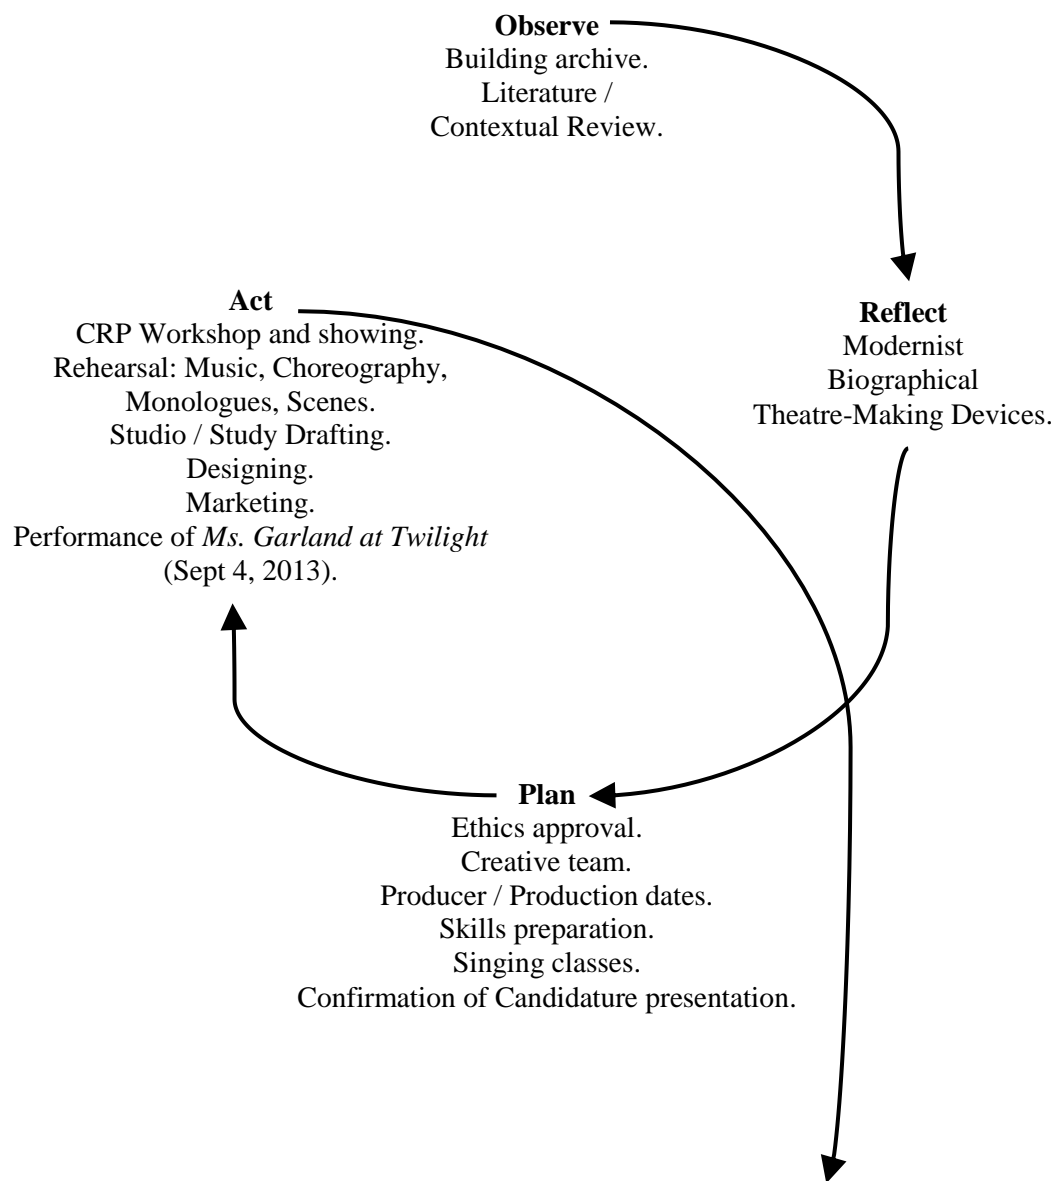 Observe
Building archive.
Literature /
Contextual Review.
Reflect
Modernist
Biographical
Theatre-Making Devices.
Plan
Ethics approval.
Creative team.
Producer / Production dates.
Skills preparation.
Singing classes.
Confirmation of Candidature presentation.
Act
CRP Workshop and showing.
Rehearsal: Music, Choreography,
Monologues, Scenes.
Studio / Study Drafting.
Designing.
Marketing.
Performance of Ms. Garland at Twilight
(Sept 4, 2013).